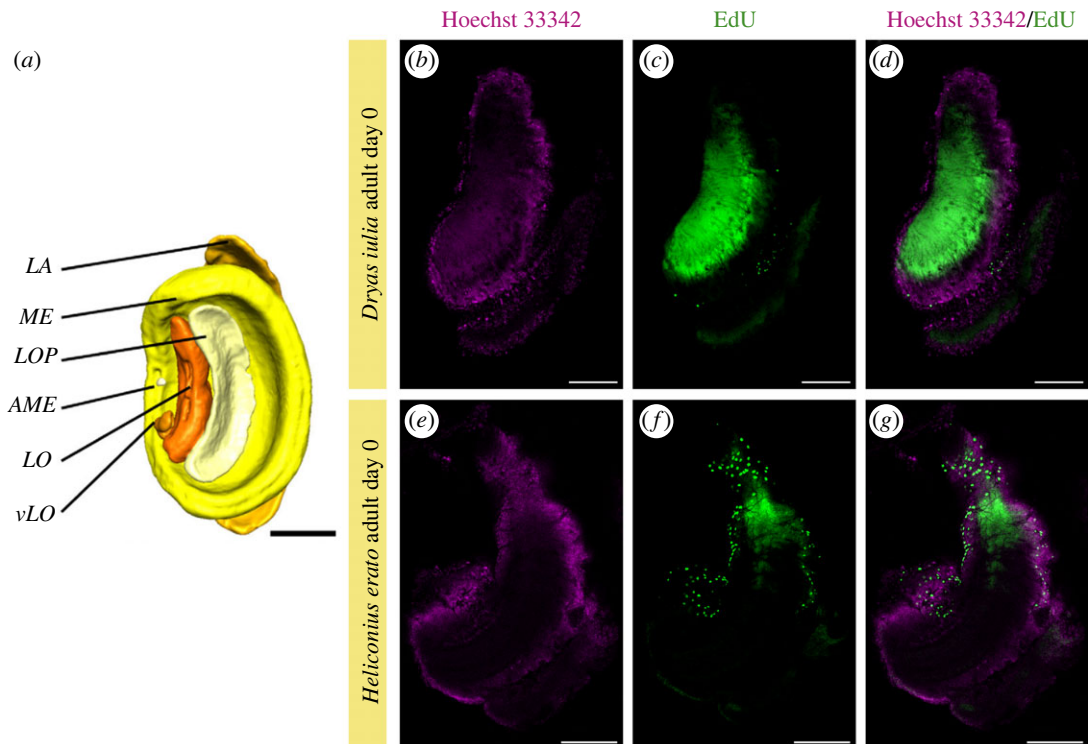 Hoechst 33342
EdU
Hoechst 33342/EdU
(a)
(b)
(c)
(d)
LA
ME
LOP
AME
LO
vLO
Dryas iulia adult day 0
(e)
(f)
(g)
Heliconius erato adult day 0